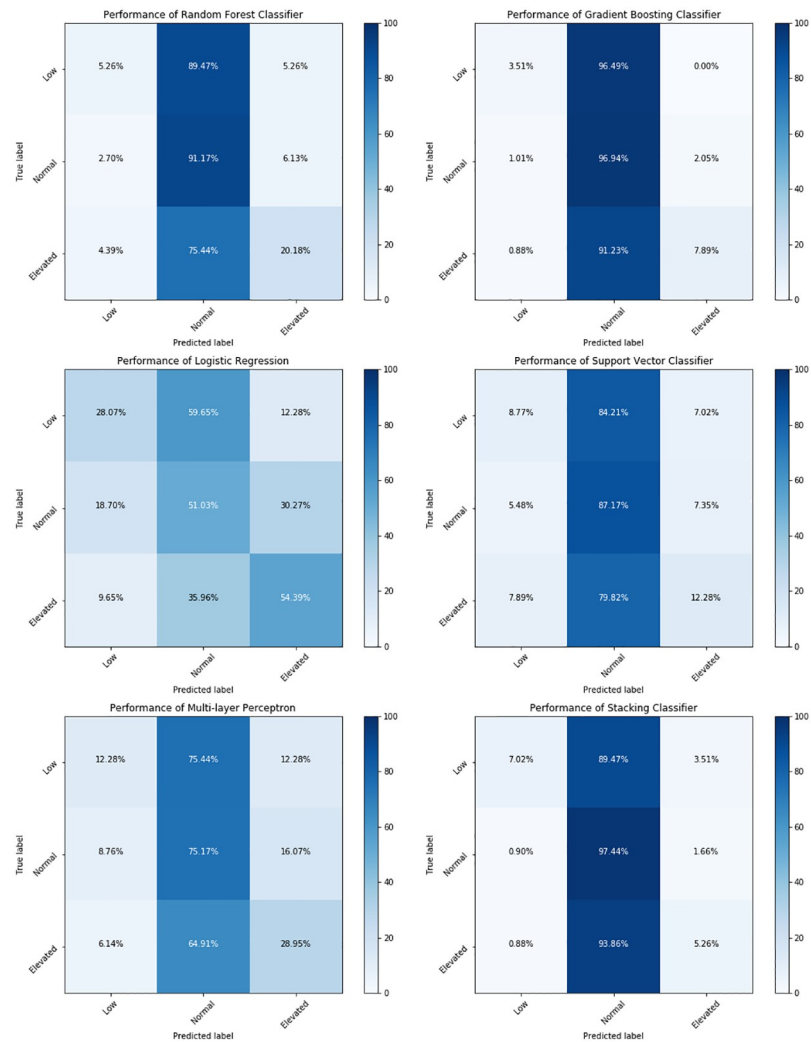 Performance of Random Forest Classifier
100
80
60
40
20
0
Low
5.26%
89.47%
5.26%
Normal
2.70%
91.17%
6.13%
Elevated
4.39%
75.44%
20.18%
True label
Low
Normal
Elevated
Predicted label
Performance of Gradient Boosting Classifier
100
80
60
40
20
0
Low
3.51%
96.49%
0.00%
Normal
1.01%
96.94%
2.05%
Elevated
0.88%
91.23%
7.89%
True label
Low
Normal
Elevated
Predicted label
Performance of Logistic Regression
100
80
60
40
20
0
Low
28.07%
59.65%
12.28%
Normal
18.70%
51.03%
30.27%
Elevated
9.65%
35.96%
54.39%
True label
Low
Normal
Elevated
Predicted label
Performance of Support Vector Classifier
100
80
60
40
20
0
Low
8.77%
84.21%
7.02%
Normal
5.48%
87.17%
7.35%
Elevated
7.89%
79.82%
12.28%
True label
Low
Normal
Elevated
Predicted label
Performance of Multi-layer Perceptron
100
80
60
40
20
0
Low
12.28%
75.44%
12.28%
Normal
8.76%
75.17%
16.07%
Elevated
6.14%
64.91%
28.95%
True label
Low
Normal
Elevated
Predicted label
Performance of Stacking Classifier
100
80
60
40
20
0
Low
7.02%
89.47%
3.51%
Normal
0.90%
97.44%
1.66%
Elevated
0.88%
93.86%
5.26%
True label
Low
Normal
Elevated
Predicted label